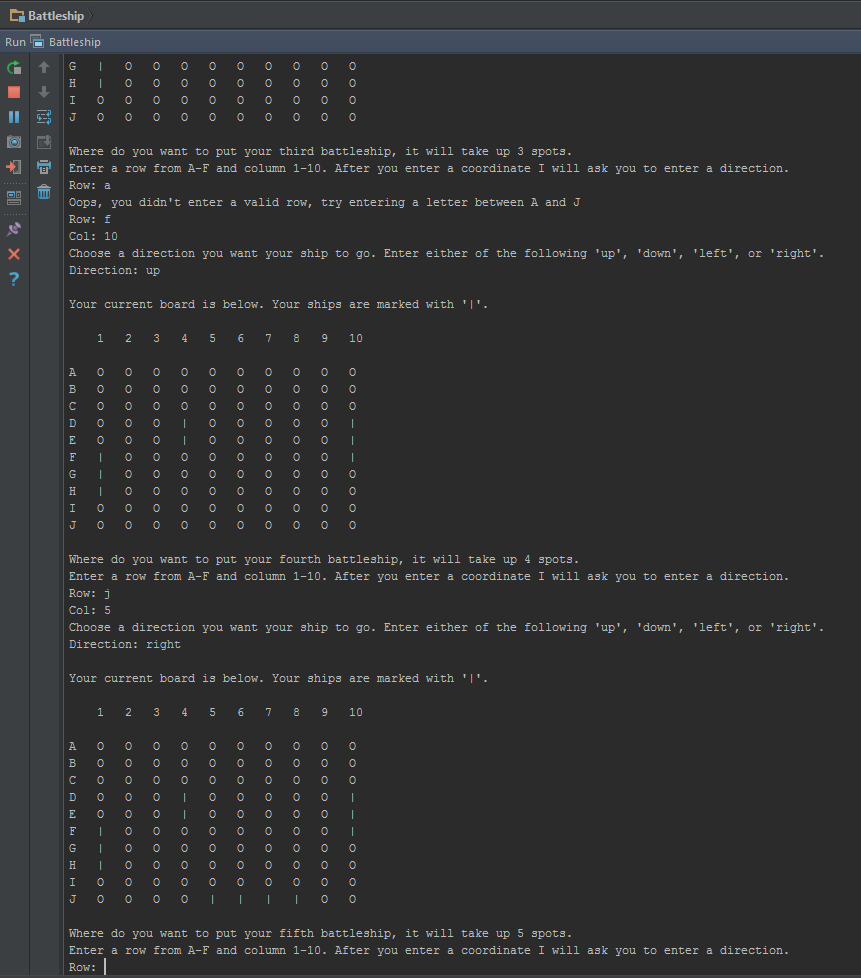 Battleship
Run Battleship
G | O O O O O O O O O
H | O O O O O O O O O
I O O O O O O O O O O
J O O O O O O O O O O
Where do you want to put your third battleship, it will take up 3 spots.
Enter a row from A-F and column 1-10. After you enter a coordinate I will ask you to enter a direction.
Row: a
Oops, you didn't enter a valid row, try entering a letter between A and J
Row: f
Col: 10
Choose a direction you want your ship to go. Enter either of the following 'up', 'down', 'left', or 'right'.
Direction: up
Your current board is below. Your ships are marked with '|'.
1 2 3 4 5 6 7 8 9 10
A O O O O O O O O O O
B O O O O O O O O O O
C O O O O O O O O O O
D O O O | O O O O O |
E O O O | O O O O O |
F | O O O O O O O O |
G | O O O O O O O O O
H | O O O O O O O O O
I O O O O O O O O O O
J O O O O O O O O O O
Where do you want to put your fourth battleship, it will take up 4 spots.
Enter a row from A-F and column 1-10. After you enter a coordinate I will ask you to enter a direction.
Row: j
Col: 5
Choose a direction you want your ship to go. Enter either of the following 'up', 'down', 'left', or 'right'.
Direction: right
Your current board is below. Your ships are marked with '|'.
1 2 3 4 5 6 7 8 9 10
A O O O O O O O O O O
B O O O O O O O O O O
C O O O O O O O O O O
D O O O | O O O O O |
E O O O | O O O O O |
F | O O O O O O O O |
G | O O O O O O O O O
H | O O O O O O O O O
I O O O O O O O O O O
J O O O O | | | | O O
Where do you want to put your fifth battleship, it will take up 5 spots.
Enter a row from A-F and column 1-10. After you enter a coordinate I will ask you to enter a direction.
Row: